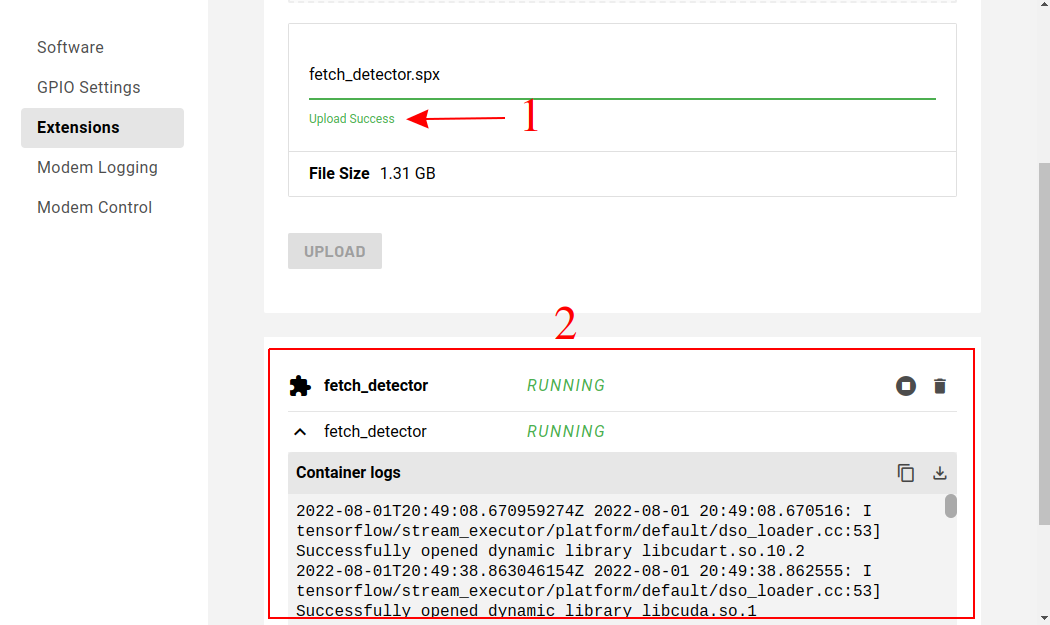 Software
GPIO Settings
Extensions
Modem Logging
Modem Control
fetch_detector.spx
Upload Success
1
File Size 1.31 GB
UPLOAD
2
fetch_detector RUNNING
fetch_detector RUNNING
Container logs
2022-08-01T20:49:08.670959274Z 2022-08-01 20:49:08.670516: I
tensorflow/stream_executor/platform/default/dso_loader.cc:53]
Successfully opened dynamic library libcudart.so.10.2
2022-08-01T20:49:38.863046154Z 2022-08-01 20:49:38.862555: I
tensorflow/stream_executor/platform/default/dso_loader.cc:53]
Successfully opened dynamic library libcuda.so.1